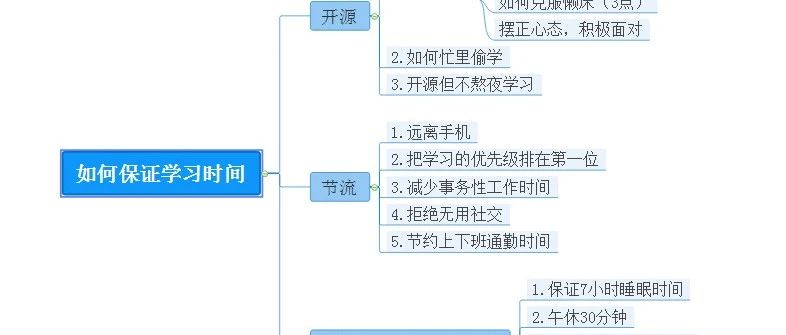 如何克服懒床（3点）
摆正心态，积极面对
开源
2.如何忙里偷学
3.开源但不熬夜学习
如何保证学习时间
节流
1.远离手机
2.把学习的优先级排在第一位
3.减少事务性工作时间
4.拒绝无用社交
5.节约上下班通勤时间
1.保证7小时睡眠时间
2.午休30分钟